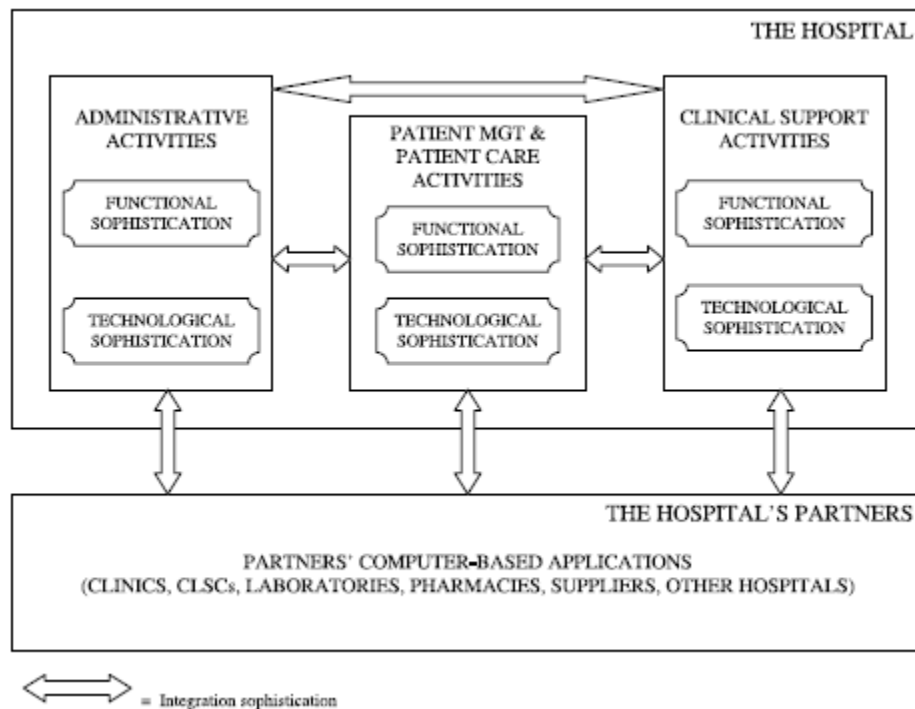 THE HOSPITAL
ADMINISTRATIVE
ACTIVITIES
FUNCTIONAL
SOPHISTICATION
TECHNOLOGICAL
SOPHISTICATION
PATIENT MGT &
PATIENT CARE
ACTIVITIES
FUNCTIONAL
SOPHISTICATION
TECHNOLOGICAL
SOPHISTICATION
CLINICAL SUPPORT
ACTIVITIES
FUNCTIONAL
SOPHISTICATION
TECHNOLOGICAL
SOPHISTICATION
THE HOSPITAL'S PARTNERS
PARTNERS' COMPUTER-BASED APPLICATIONS
(CLINICS, CLSCs, LABORATORIES, PHARMACIES, SUPPLIERS, OTHER HOSPITALS)
= Integration sophistication